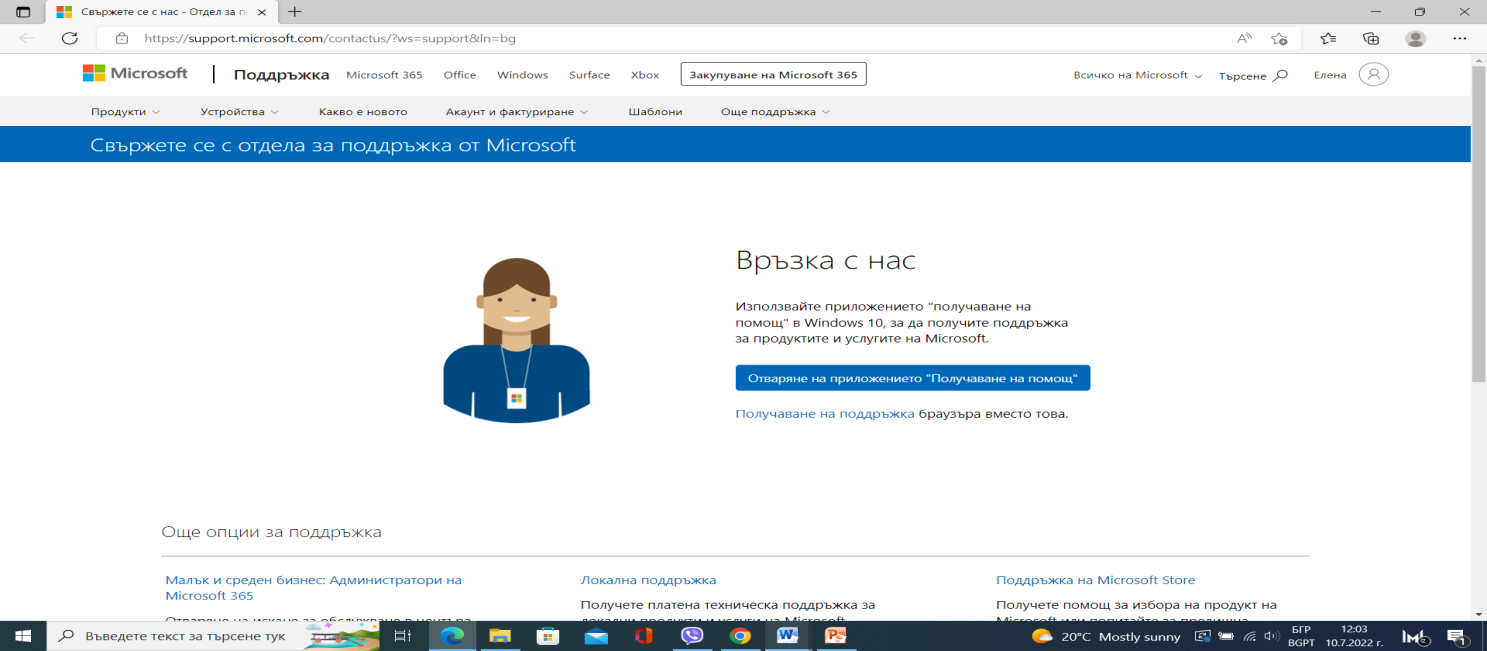 Свържете се с нас - Отдел за п
https://support.microsoft.com/contactus/?ws=support&ln=bg
Microsoft Поддръжка Microsoft 365 Office Windows Surface Xbox Закупуване на Microsoft 365 Всичко на Microsoft Търсене Елена
Продукти Устройства Какво е новото Акаунт и фактуриране Шаблони Още поддръжка
Свържете се с отдела за поддръжка от Microsoft
Връзка с нас
Използвайте приложението "получаване на
помощ" в Windows 10, за да получите поддръжка
за продуктите и услугите на Microsoft.
Отваряне на приложението "Получаване на помощ"
Получаване на поддръжка браузъра вместо това.
Още опции за поддръжка
Малък и среден бизнес: Администратори на
Microsoft 365
Локална поддръжка
Получете платена техническа поддръжка за
Поддръжка на Microsoft Store
Получете помощ за избора на продукт на
Въведете текст за търсене тук
20°C Mostly sunny
БГР
BGPT
12:03
10.7.2022 г.